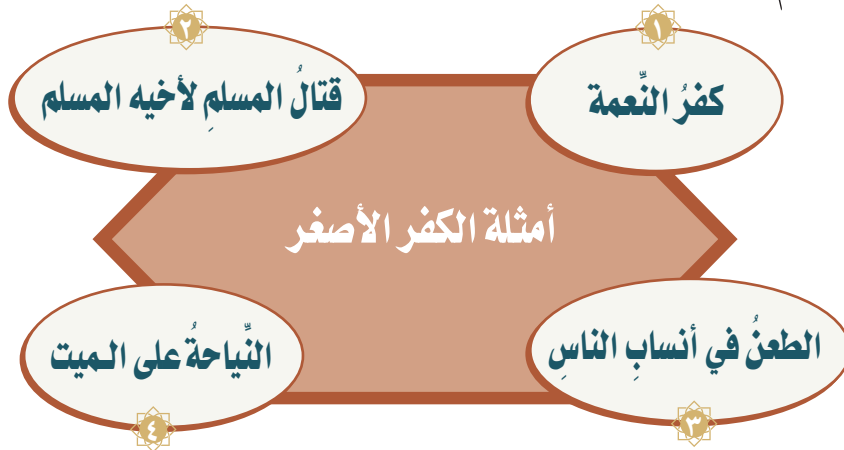 أمثلة الكفر الأصغر
١
كفرُ النِّعمة
٢
قتالُ المسلمِ لأخيه المسلم
٣
الطعنُ في أنسابِ الناسِ
٤
النِّياحةُ على الميت